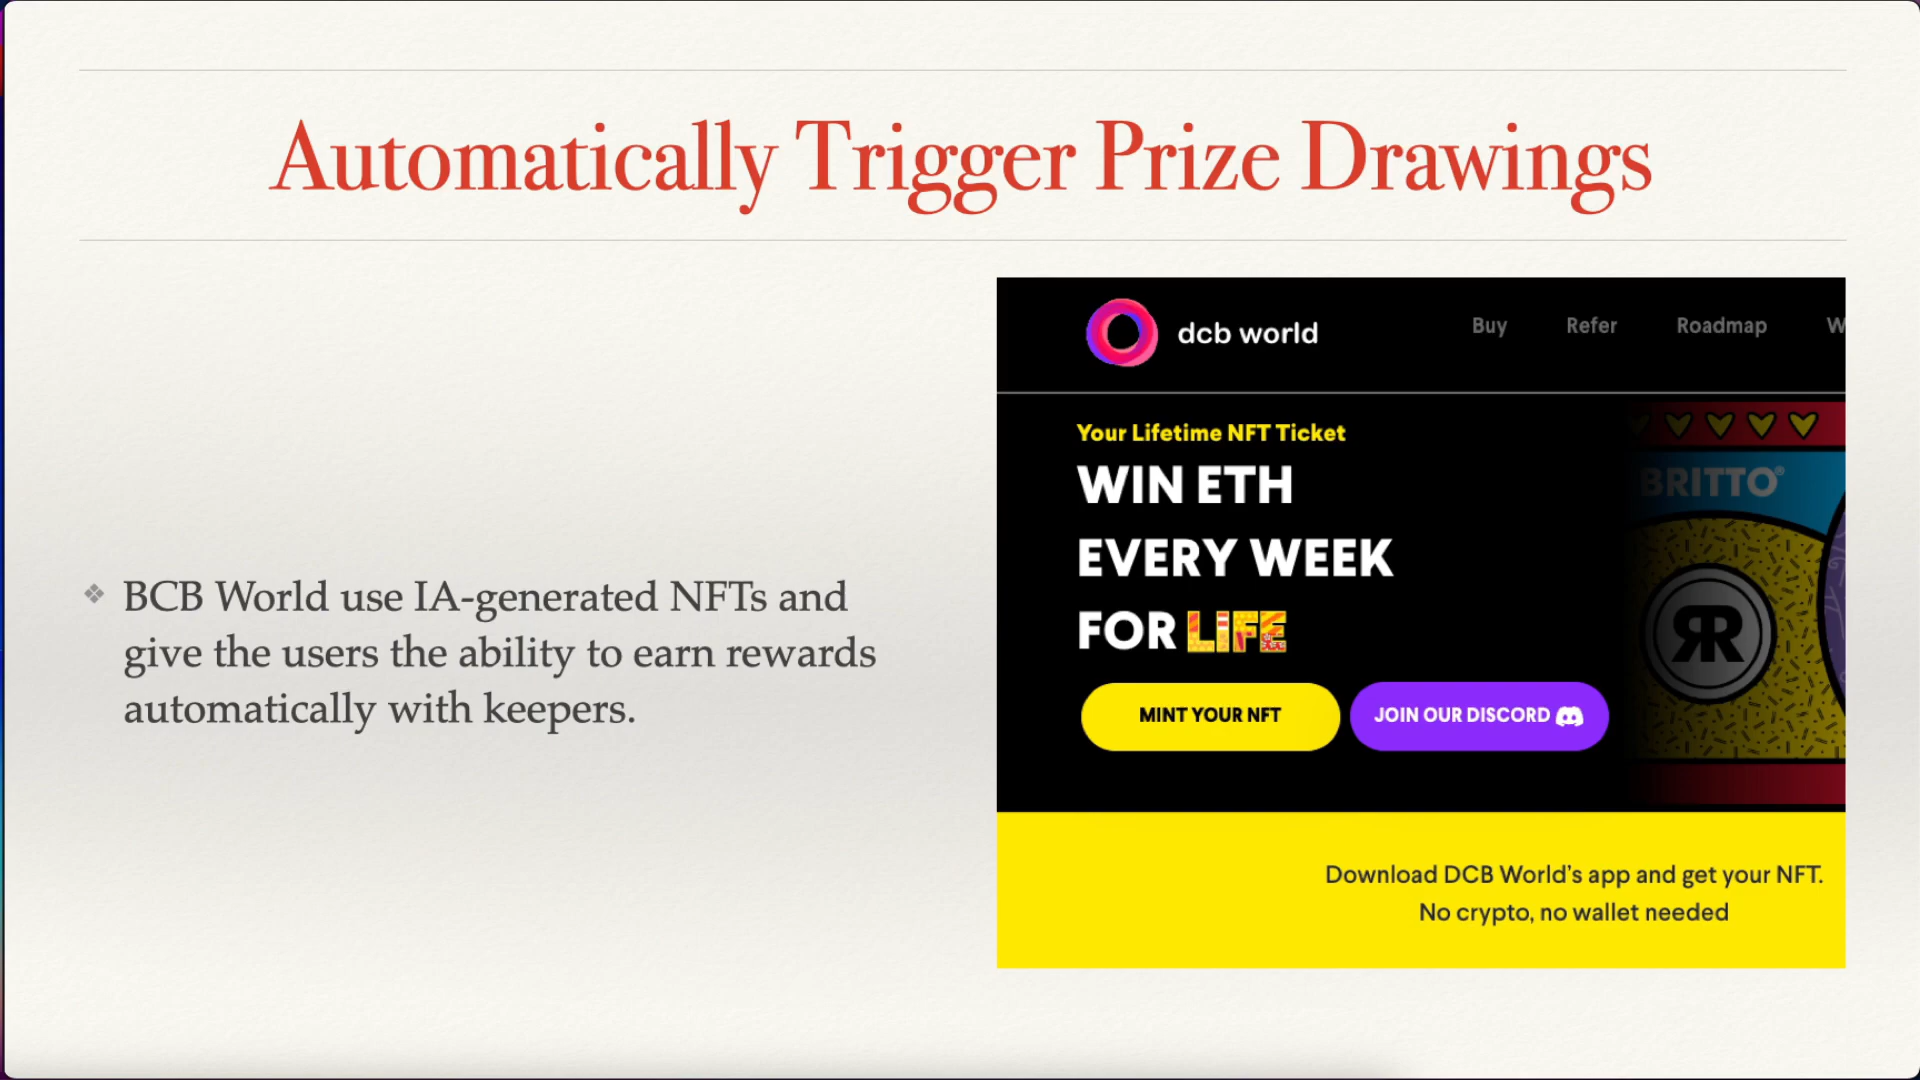 Automatically Trigger Prize Drawings
BCB World use IA-generated NFTs and
give the users the ability to earn rewards
automatically with keepers.
dcb world
Buy Refer Roadmap W
Your Lifetime NFT Ticket
WIN ETH
EVERY WEEK
FOR LIFE
MINT YOUR NFT
JOIN OUR DISCORD
BRITTO®
Download DCB World's app and get your NFT.
No crypto, no wallet needed